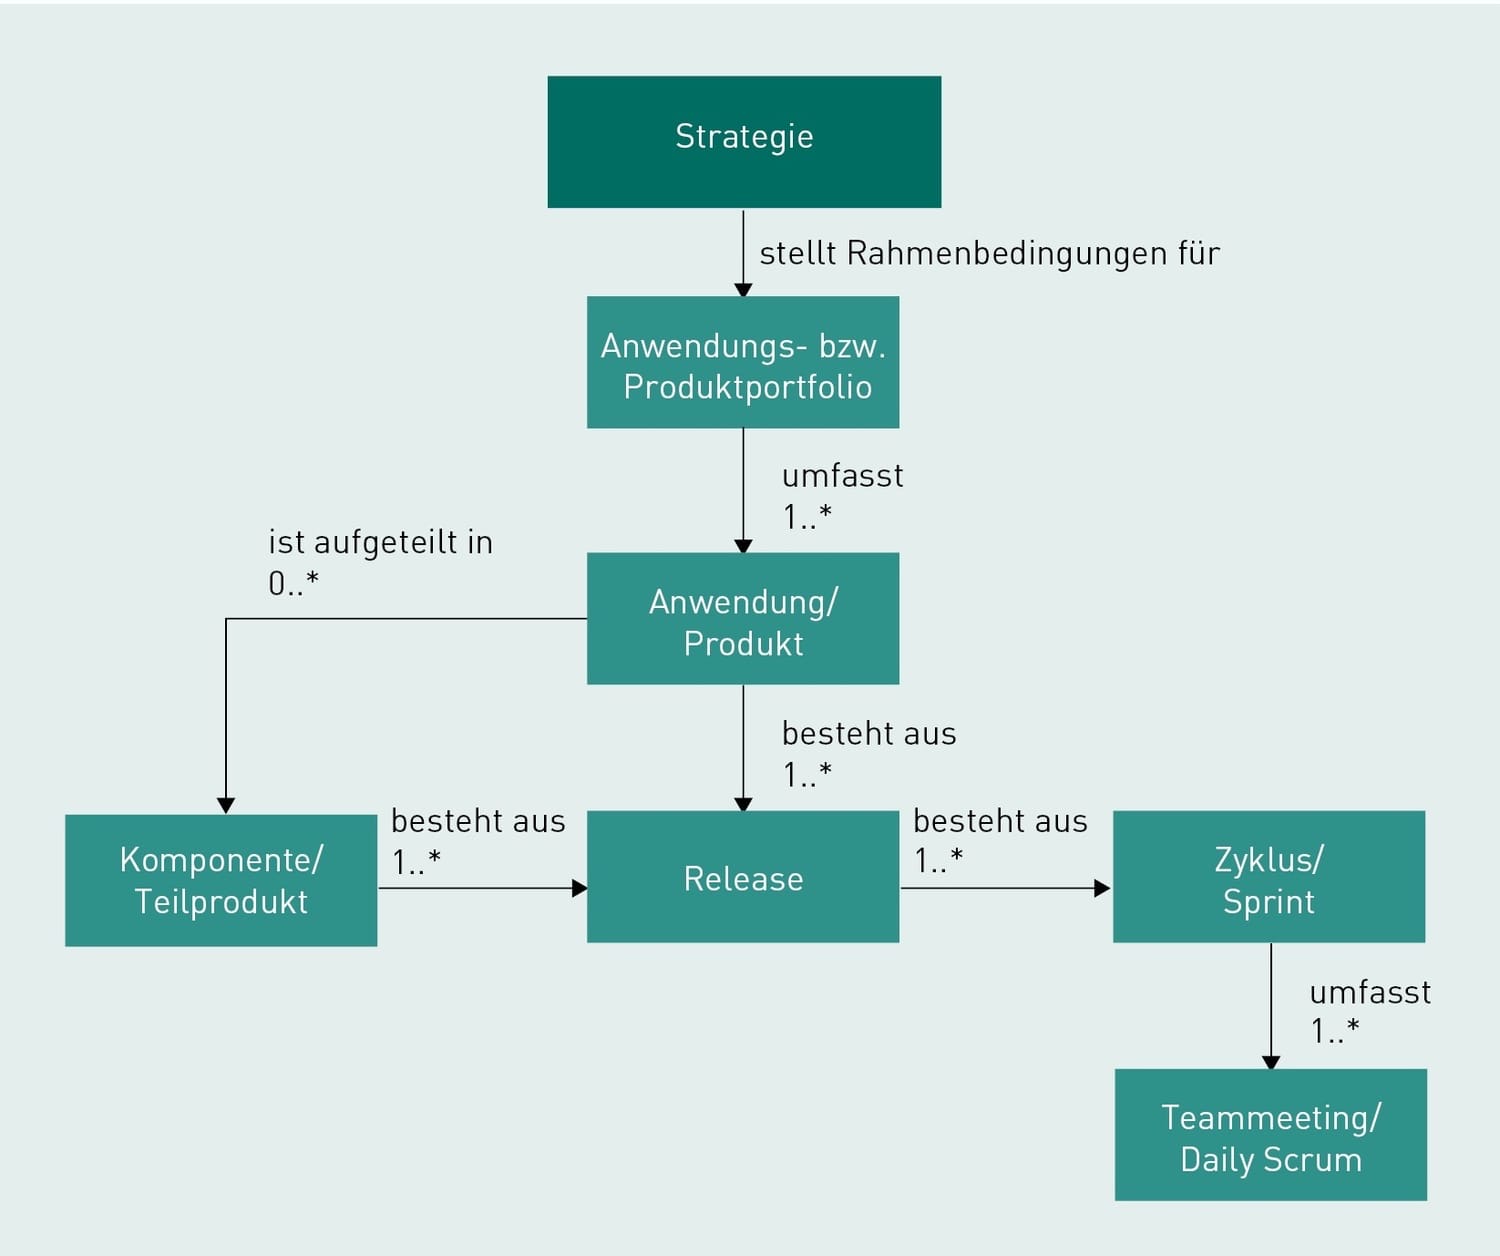 Strategie
stellt Rahmenbedingungen für
Anwendungs- bzw.
Produktportfolio
umfasst
1..*
ist aufgeteilt in
0..*
Anwendung/
Produkt
besteht aus
1..*
Komponente/
Teilprodukt
besteht aus
1..*
Release
besteht aus
1..*
Zyklus/
Sprint
umfasst
1..*
Teammeeting/
Daily Scrum